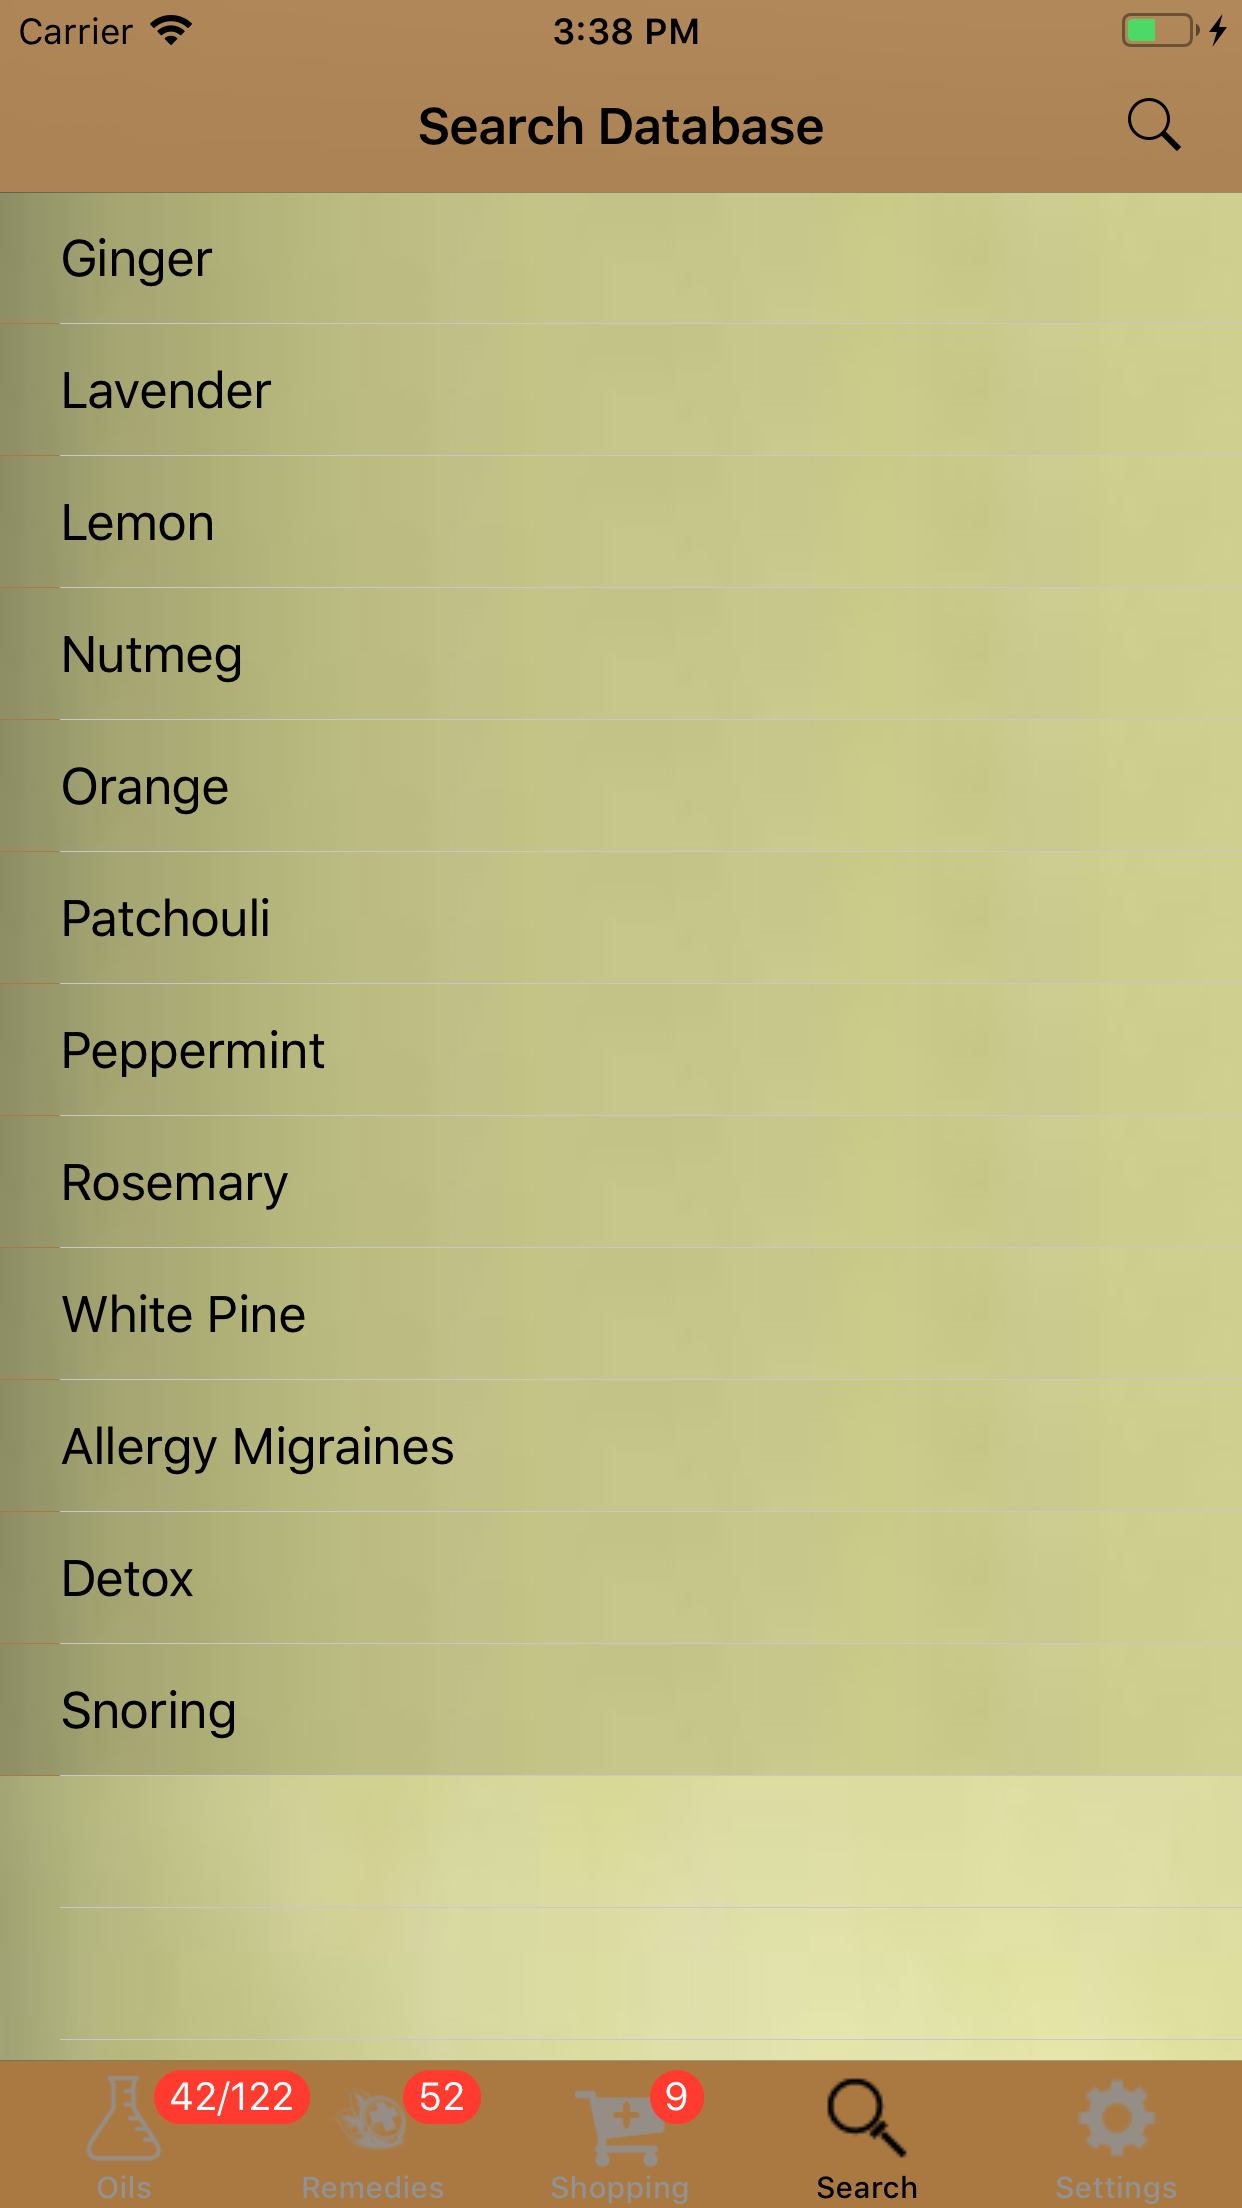 Carrier 3:38 PM
Search Database
Ginger
Lavender
Lemon
Nutmeg
Orange
Patchouli
Peppermint
Rosemary
White Pine
Allergy Migraines
Detox
Snoring
42/122 52 9
Oils Remedies Shopping Search Settings